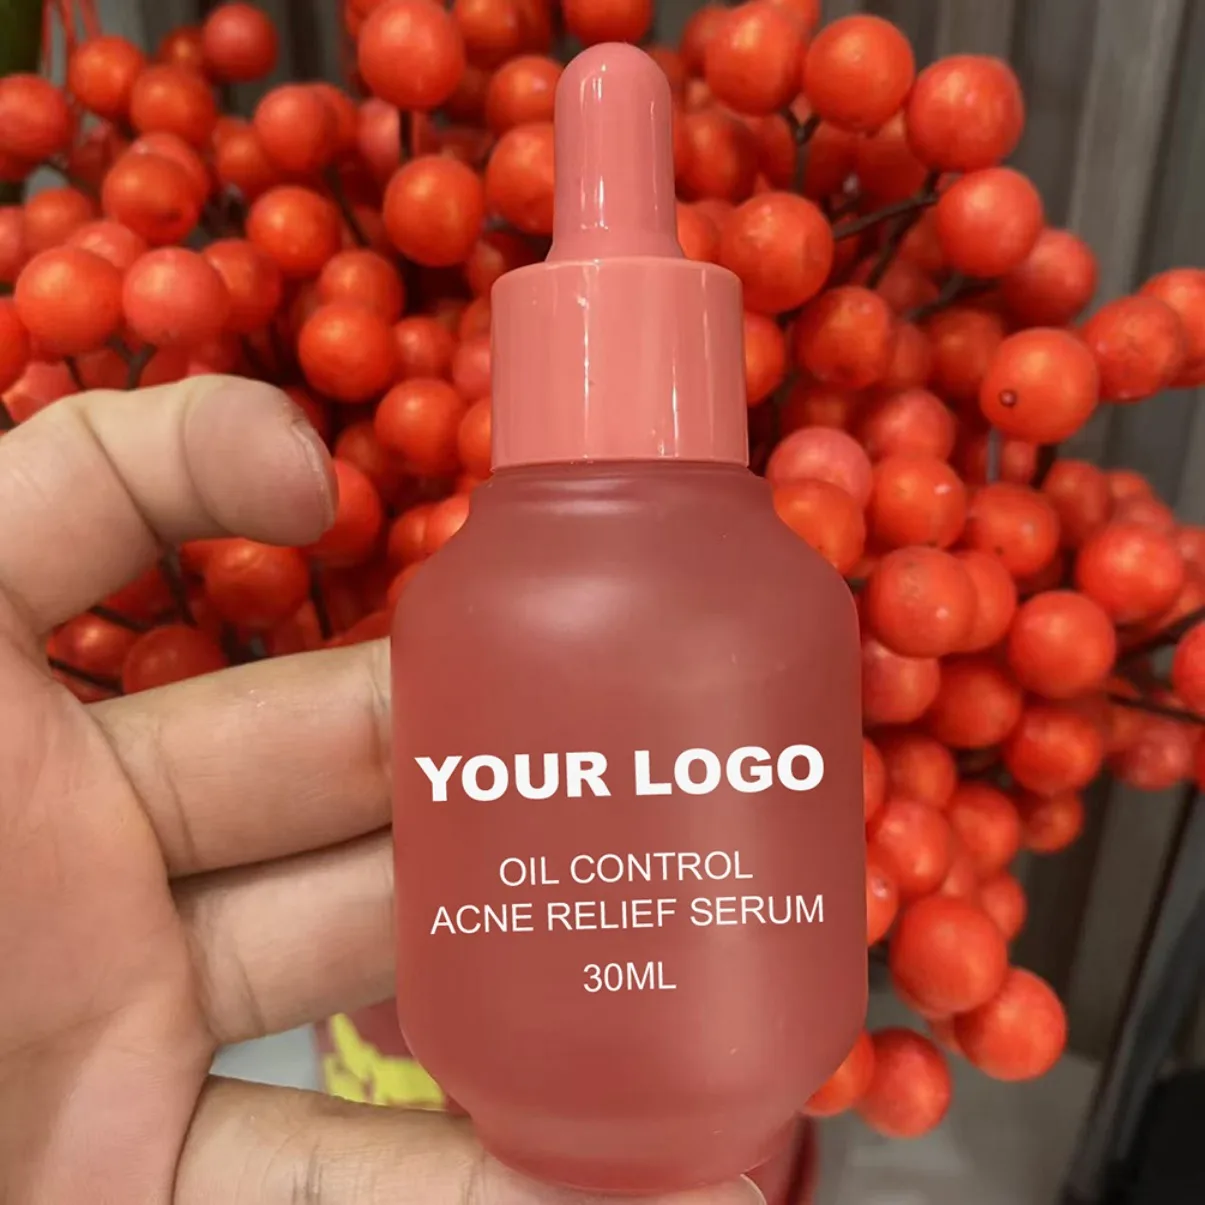 YOUR LOGO
OIL CONTROL
ACNE RELIEF SERUM
30ML